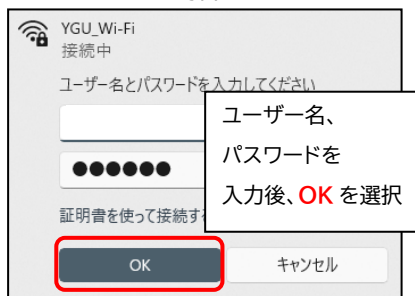 YGU_Wi-Fi
接続中
ユーザー名とパスワードを入力してください
ユーザー名、
パスワードを
入力後、OK を選択
●●●●●●
証明書を使って接続す
OK
キャンセル